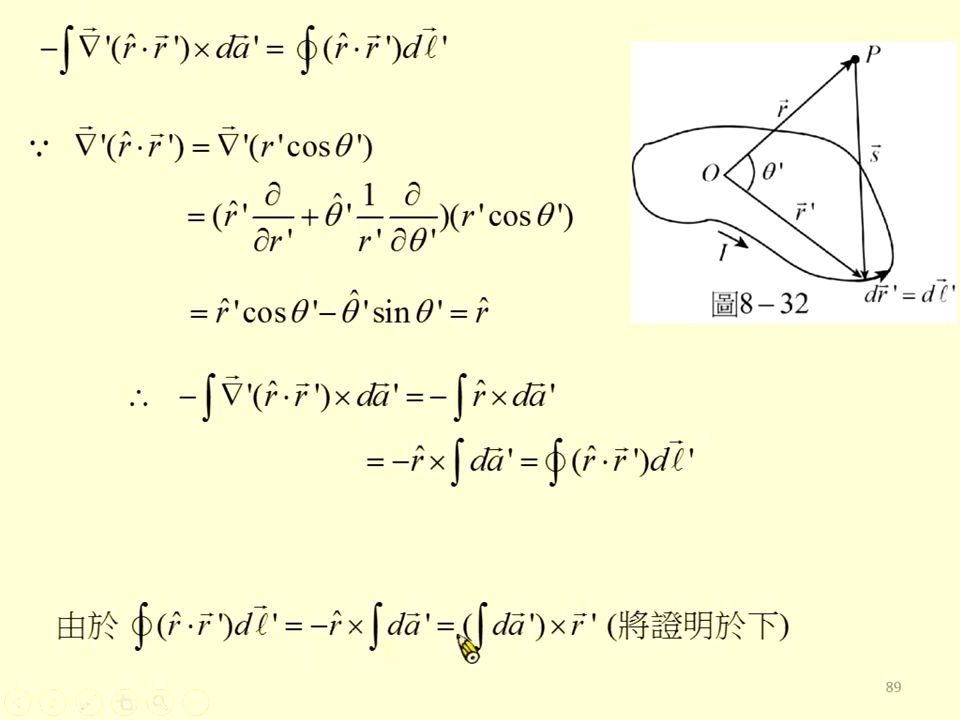 −∫∇⃗'(r̂·r⃗')×da⃗' = ∮(r̂·r⃗')dℓ⃗'
∵ ∇⃗'(r̂·r⃗') = ∇⃗'(r'cosθ')
= (r̂' ∂/∂r' + θ̂' 1/r' ∂/∂θ')(r'cosθ')
= r̂'cosθ'−θ̂'sinθ' = r̂
∴ −∫∇⃗'(r̂·r⃗')×da⃗' = −∫r̂×da⃗'
= −r̂×∫da⃗' = ∮(r̂·r⃗')dℓ⃗'
P
r⃗
s⃗
O θ'
r⃗'
I
dr⃗' = dℓ⃗'
圖8−32
由於 ∮(r̂·r⃗')dℓ⃗' = −r̂×∫da⃗' = (∫da⃗')×r⃗' (將證明於下)
89